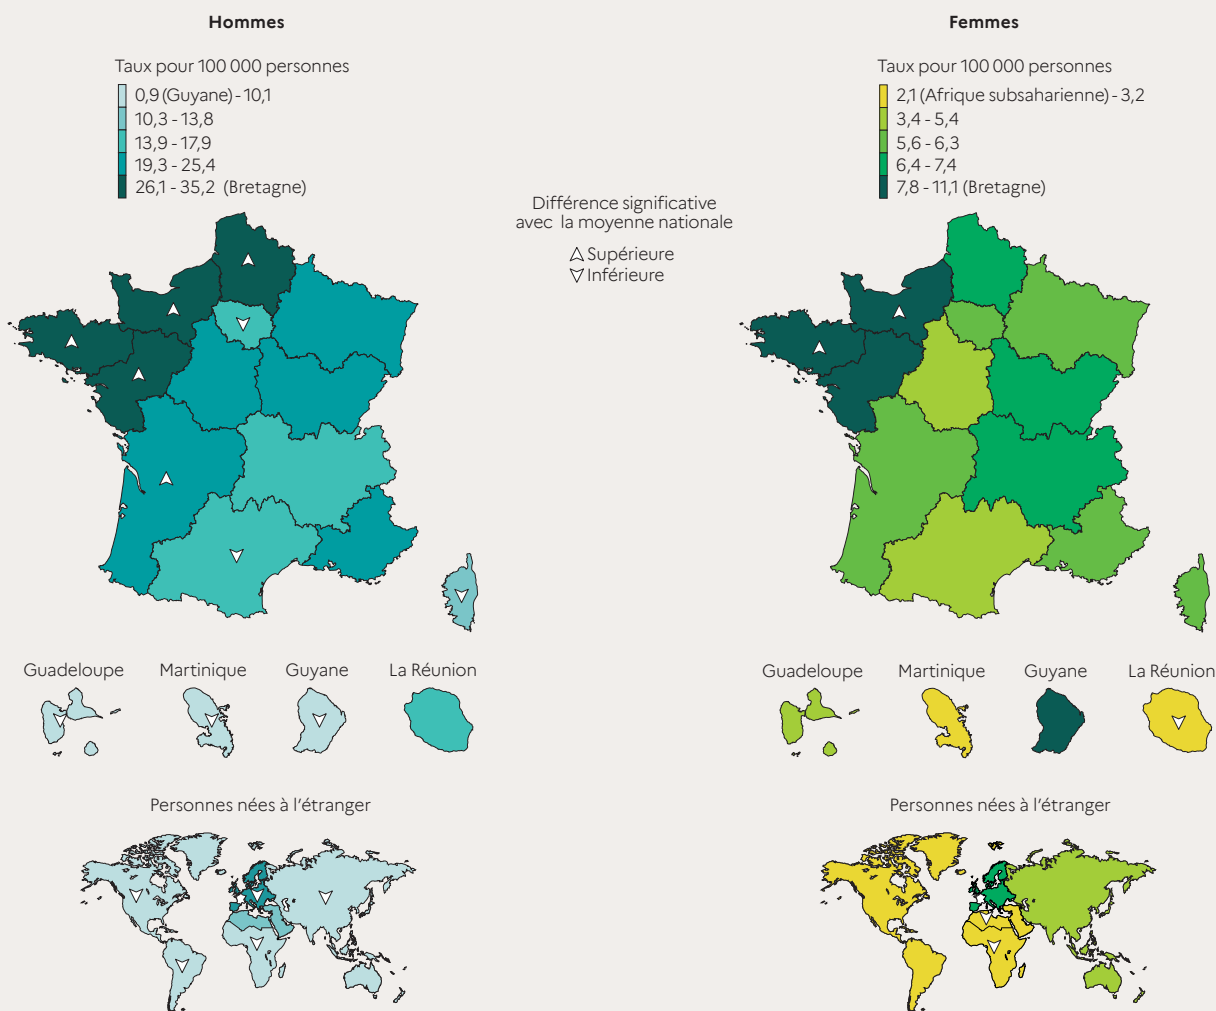 Hommes
Taux pour 100 000 personnes
0,9 (Guyane) - 10,1
10,3 - 13,8
13,9 - 17,9
19,3 - 25,4
26,1 - 35,2 (Bretagne)
Différence significative
avec la moyenne nationale
Supérieure
Inférieure
Femmes
Taux pour 100 000 personnes
2,1 (Afrique subsaharienne) - 3,2
3,4 - 5,4
5,6 - 6,3
6,4 - 7,4
7,8 - 11,1 (Bretagne)
Guadeloupe
Martinique
Guyane
La Réunion
Personnes nées à l'étranger
Guadeloupe
Martinique
Guyane
La Réunion
Personnes nées à l'étranger